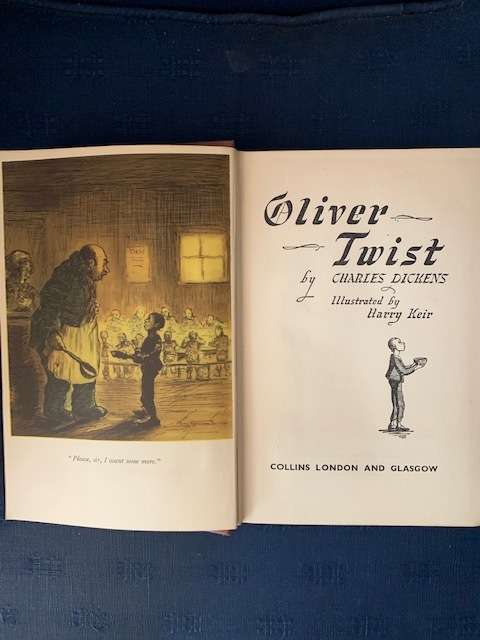 "Please, sir, I want some more."
Oliver
Twist
by CHARLES DICKENS
Illustrated by
Harry Keir
COLLINS LONDON AND GLASGOW